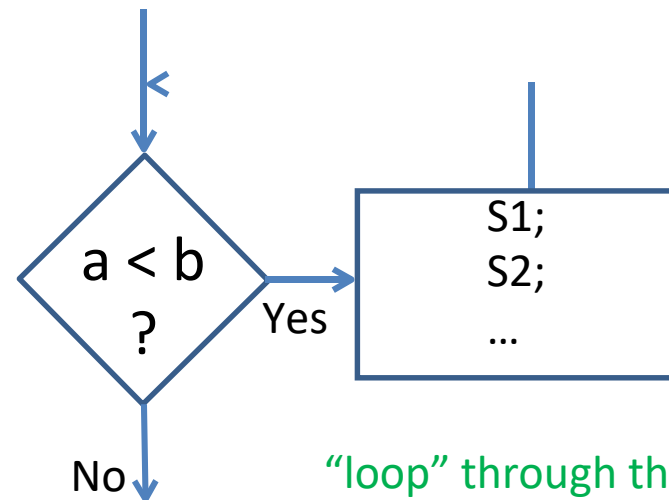 a < b
?
Yes
S1;
S2;
…
No
“loop” through th